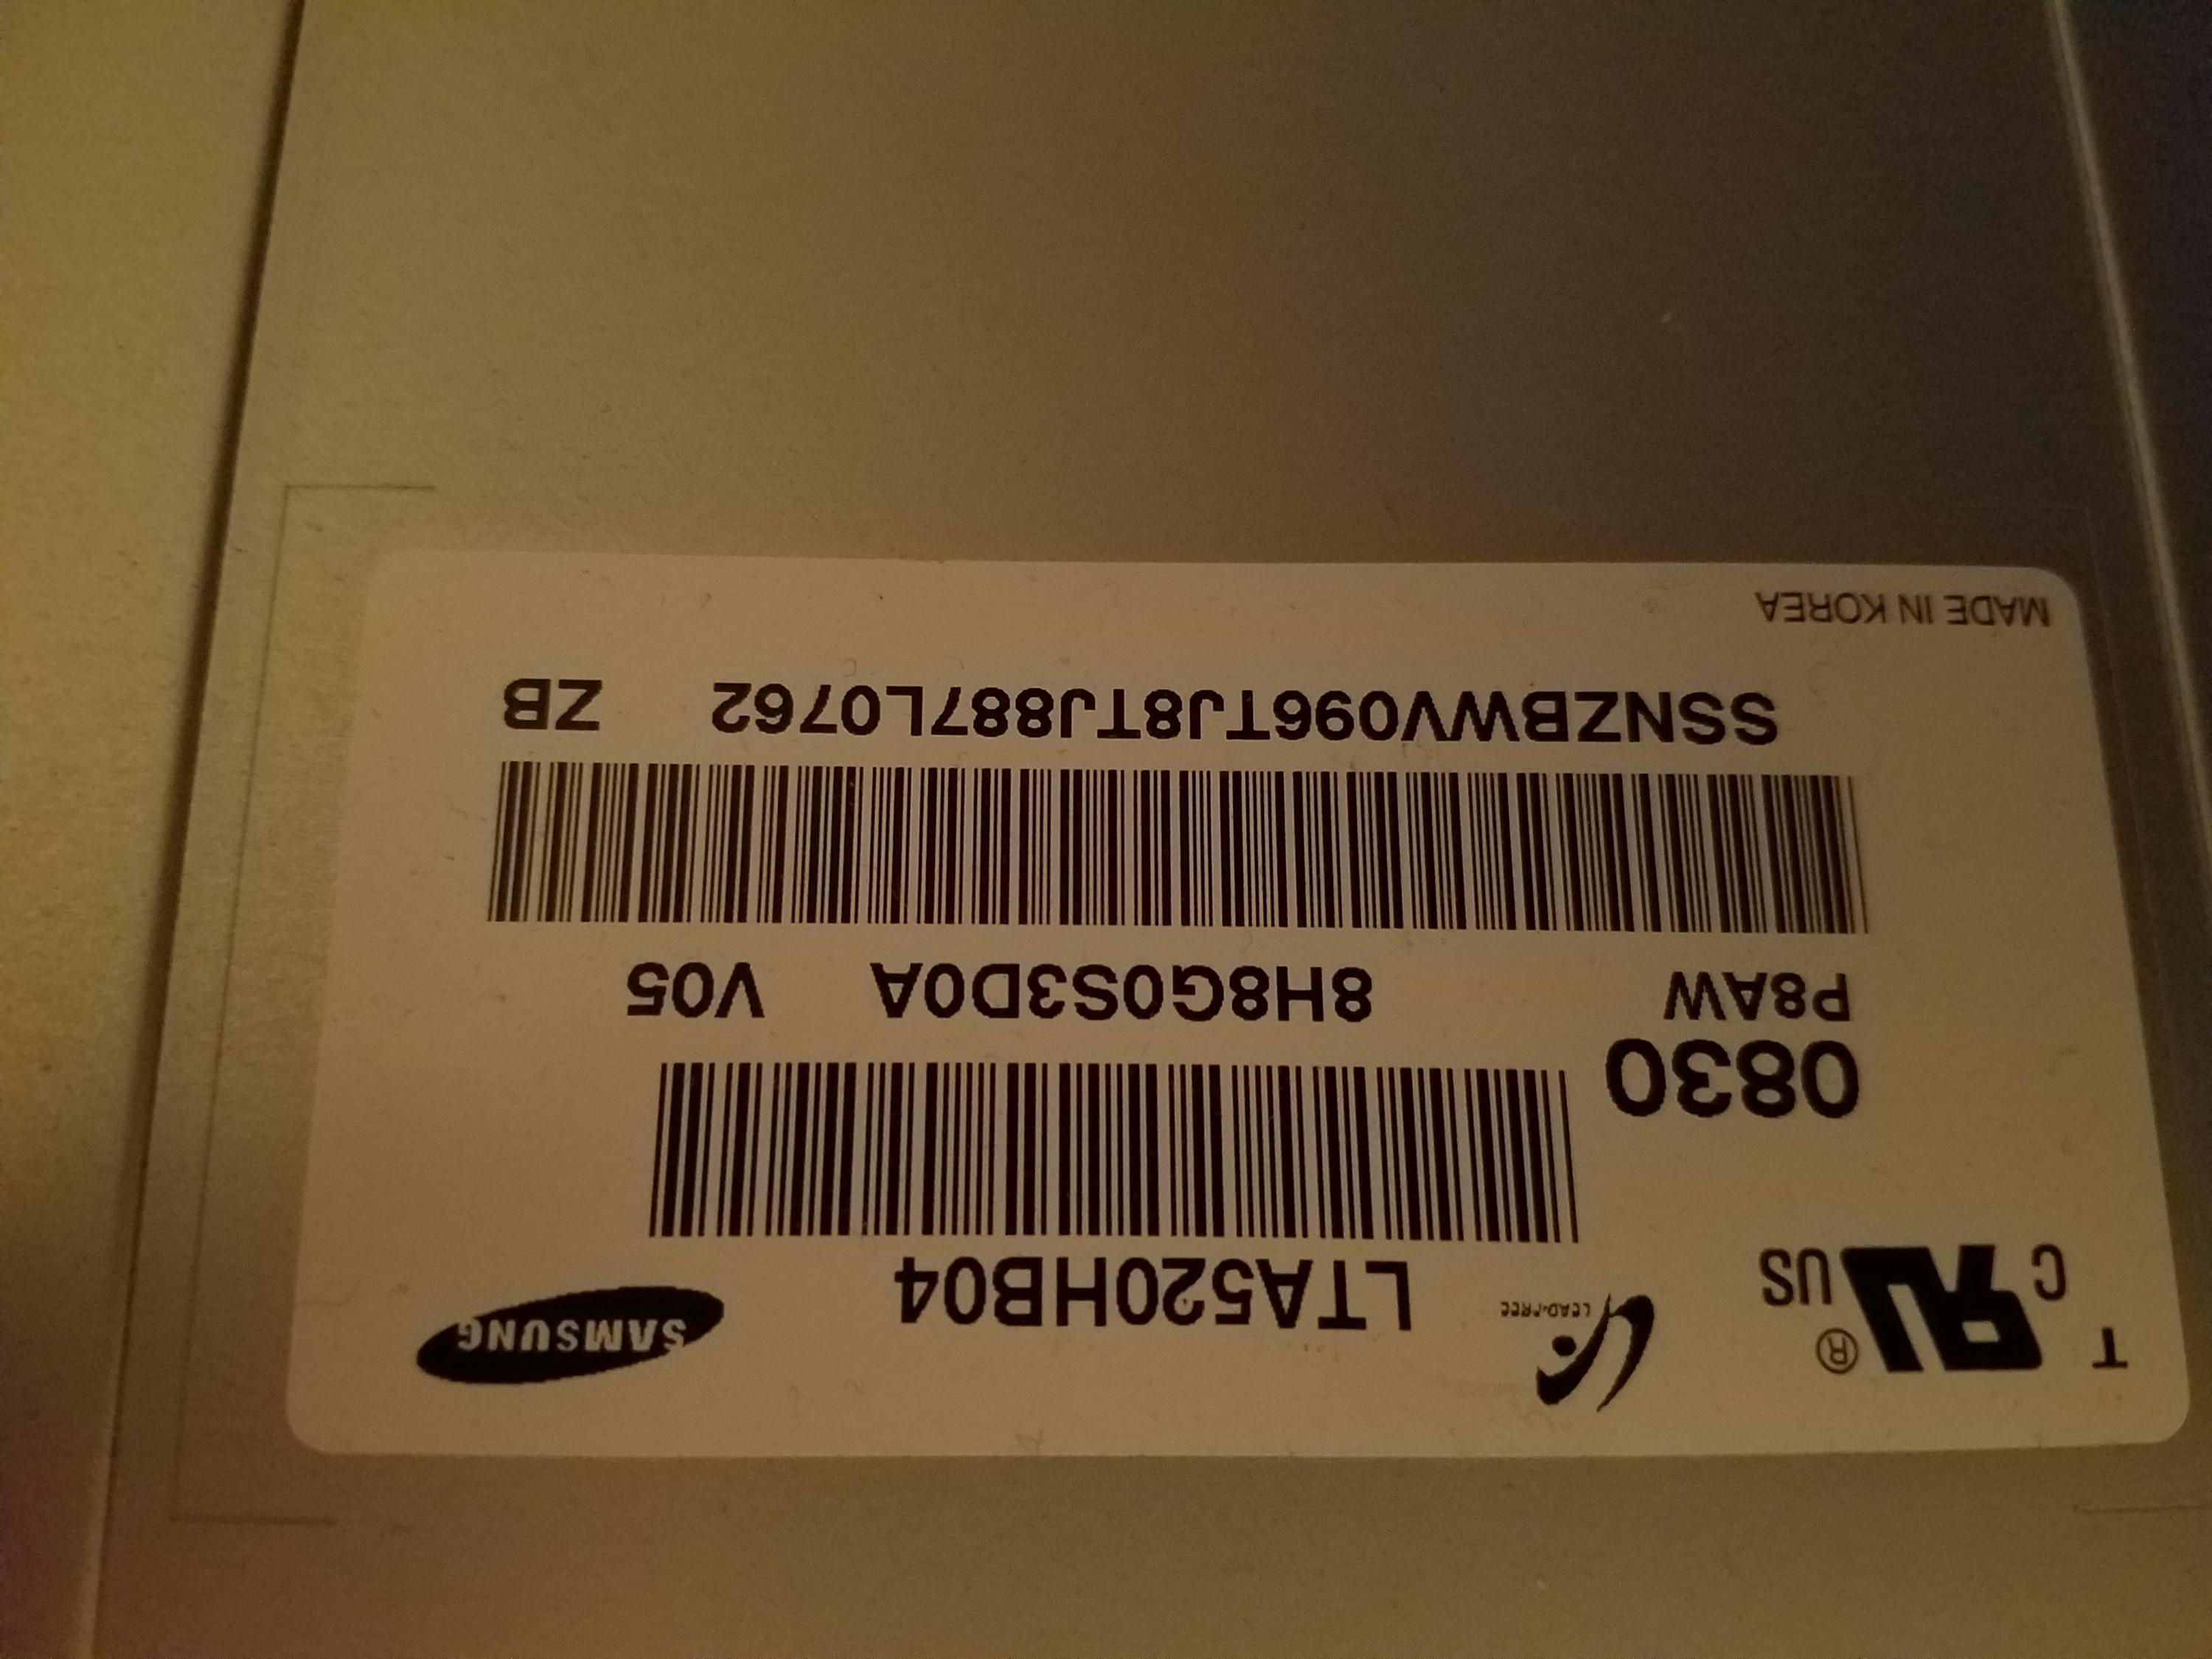 T
C
US
®
LEAD-FREE
LTA520HB04
SAMSUNG
0830
P8AW
8H8G0S3D0A V05
SSNZBWV096TJ8TJ887L0762 ZB
MADE IN KOREA